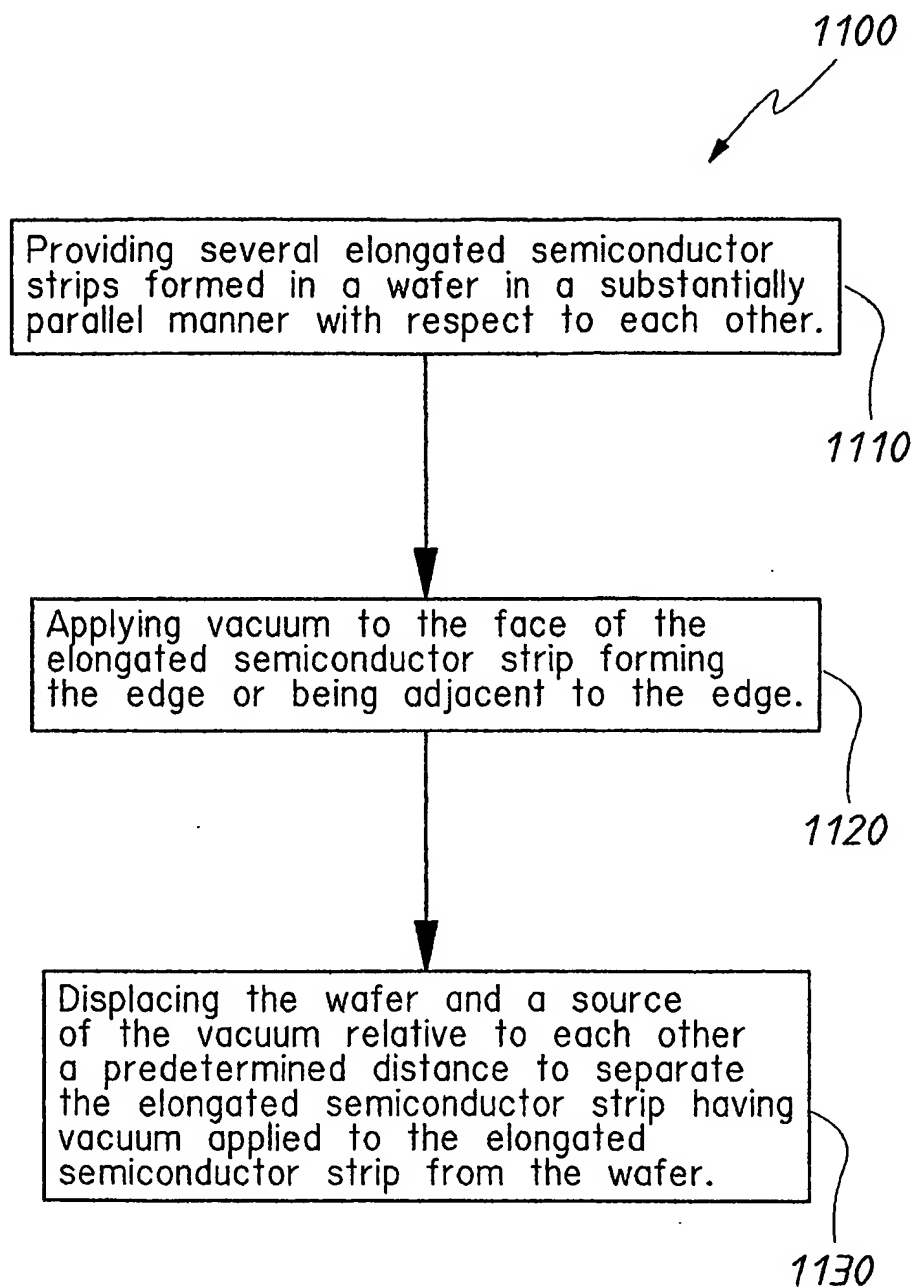 1100
Providing several elongated semiconductor
strips formed in a wafer in a substantially
parallel manner with respect to each other.
1110
Applying vacuum to the face of the
elongated semiconductor strip forming
the edge or being adjacent to the edge.
1120
Displacing the wafer and a source
of the vacuum relative to each other
a predetermined distance to separate
the elongated semiconductor strip having
vacuum applied to the elongated
semiconductor strip from the wafer.
1130